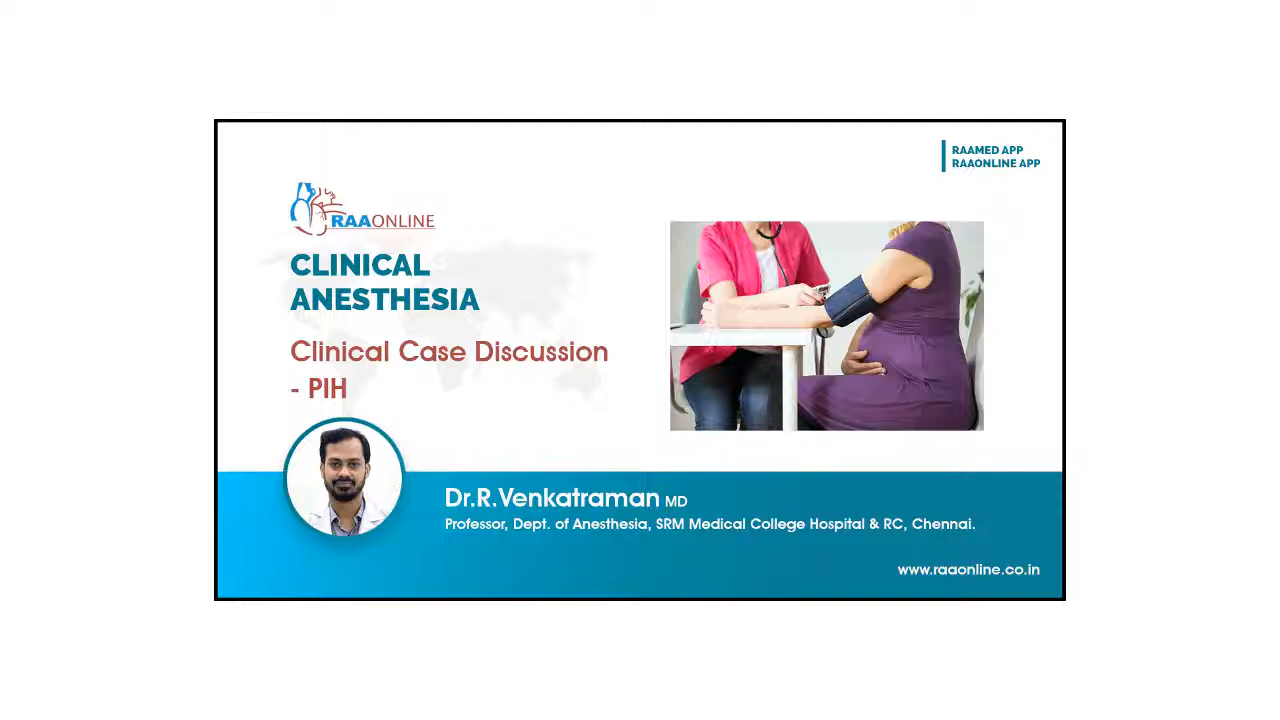 RAAMED APP
RAAONLINE APP
RAAONLINE
CLINICAL
ANESTHESIA
Clinical Case Discussion
- PIH
Dr.R.Venkatraman MD
Professor, Dept. of Anesthesia, SRM Medical College Hospital & RC, Chennai.
www.raaonline.co.in